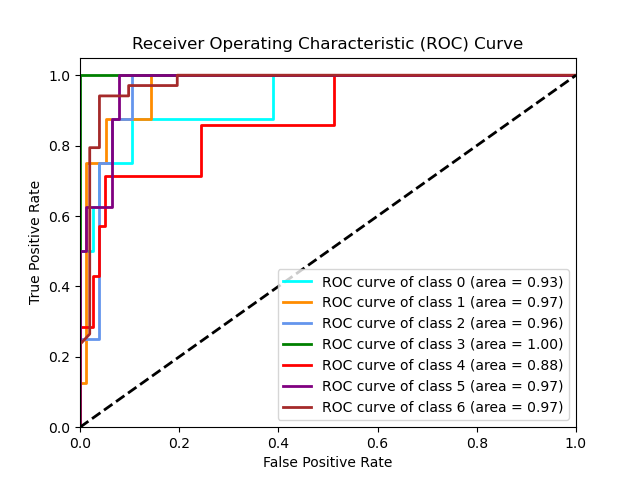 Receiver Operating Characteristic (ROC) Curve
1.0
0.8
0.6
0.4
0.2
0.0
True Positive Rate
ROC curve of class 0 (area = 0.93)
ROC curve of class 1 (area = 0.97)
ROC curve of class 2 (area = 0.96)
ROC curve of class 3 (area = 1.00)
ROC curve of class 4 (area = 0.88)
ROC curve of class 5 (area = 0.97)
ROC curve of class 6 (area = 0.97)
0.0 0.2 0.4 0.6 0.8 1.0
False Positive Rate